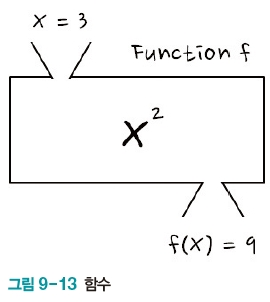 x = 3
Function f
x²
f(x) = 9
그림 9-13 함수